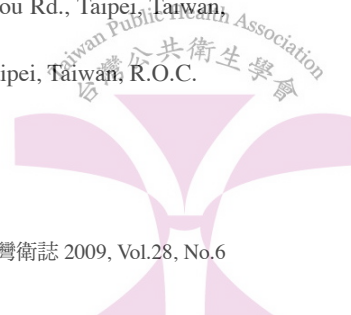 ou Rd., Taipei, Taiwan,
Taiwan Public Health Association
ipei, Taiwan, R.O.C.
台灣公共衛生學會
灣衛誌 2009, Vol.28, No.6